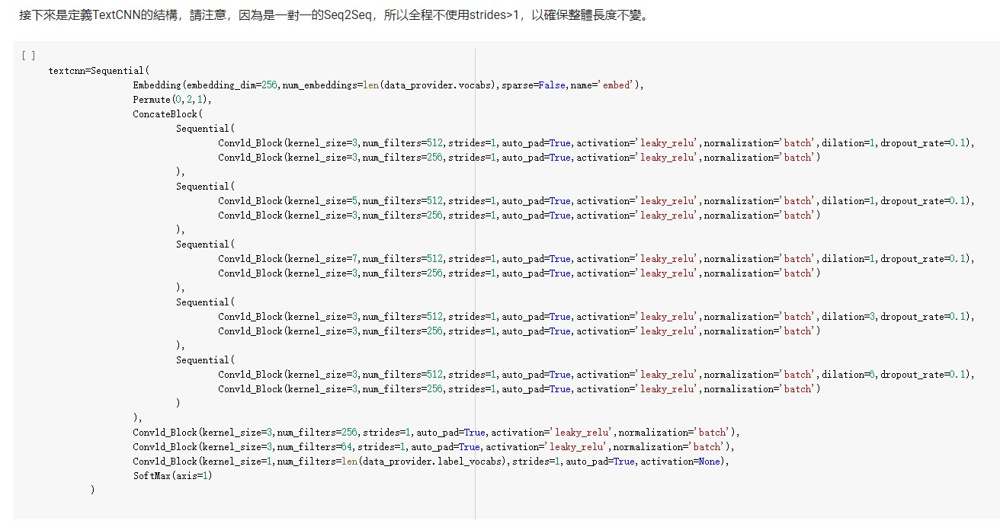 接下來是定義TextCNN的結構，請注意，因為是一對一的Seq2Seq，所以全程不使用strides>1，以確保整體長度不變。
[ ]
textcnn=Sequential(
Embedding(embedding_dim=256,num_embeddings=len(data_provider.vocabs),sparse=False,name='embed'),
Permute(0,2,1),
ConcateBlock(
Sequential(
Conv1d_Block(kernel_size=3,num_filters=512,strides=1,auto_pad=True,activation='leaky_relu',normalization='batch',dilation=1,dropout_rate=0.1),
Conv1d_Block(kernel_size=3,num_filters=256,strides=1,auto_pad=True,activation='leaky_relu',normalization='batch')
),
Sequential(
Conv1d_Block(kernel_size=5,num_filters=512,strides=1,auto_pad=True,activation='leaky_relu',normalization='batch',dilation=1,dropout_rate=0.1),
Conv1d_Block(kernel_size=3,num_filters=256,strides=1,auto_pad=True,activation='leaky_relu',normalization='batch')
),
Sequential(
Conv1d_Block(kernel_size=7,num_filters=512,strides=1,auto_pad=True,activation='leaky_relu',normalization='batch',dilation=1,dropout_rate=0.1),
Conv1d_Block(kernel_size=3,num_filters=256,strides=1,auto_pad=True,activation='leaky_relu',normalization='batch')
),
Sequential(
Conv1d_Block(kernel_size=3,num_filters=512,strides=1,auto_pad=True,activation='leaky_relu',normalization='batch',dilation=3,dropout_rate=0.1),
Conv1d_Block(kernel_size=3,num_filters=256,strides=1,auto_pad=True,activation='leaky_relu',normalization='batch')
),
Sequential(
Conv1d_Block(kernel_size=3,num_filters=512,strides=1,auto_pad=True,activation='leaky_relu',normalization='batch',dilation=6,dropout_rate=0.1),
Conv1d_Block(kernel_size=3,num_filters=256,strides=1,auto_pad=True,activation='leaky_relu',normalization='batch')
)
),
Conv1d_Block(kernel_size=3,num_filters=256,strides=1,auto_pad=True,activation='leaky_relu',normalization='batch'),
Conv1d_Block(kernel_size=3,num_filters=64,strides=1,auto_pad=True,activation='leaky_relu',normalization='batch'),
Conv1d_Block(kernel_size=1,num_filters=len(data_provider.label_vocabs),strides=1,auto_pad=True,activation=None),
SoftMax(axis=1)
)